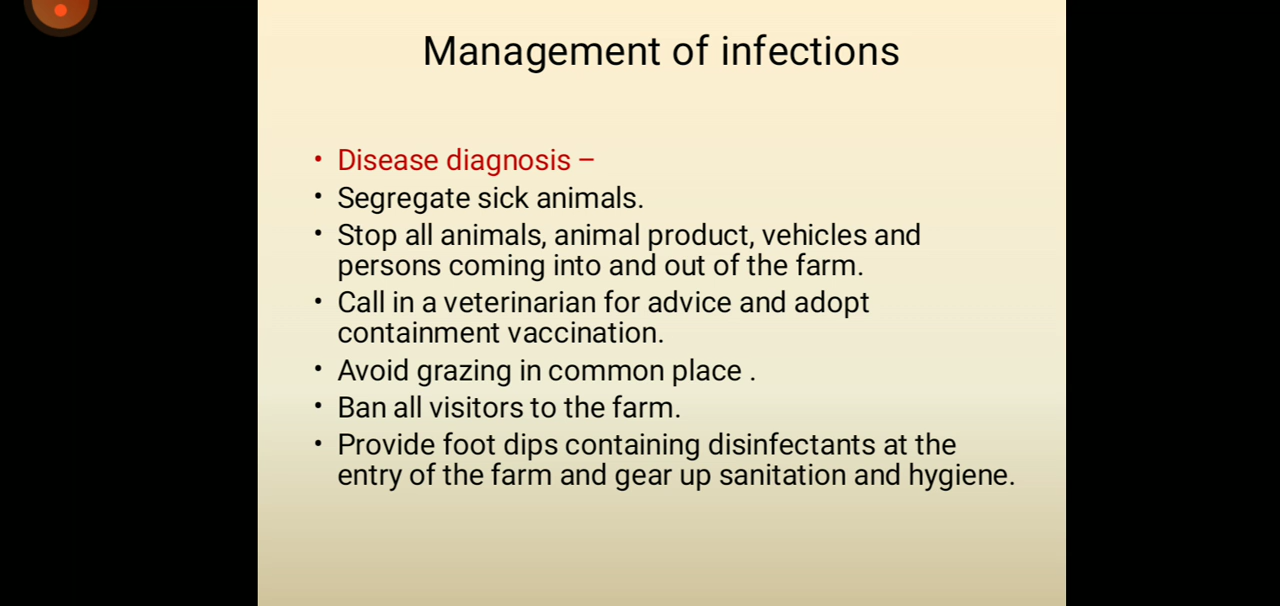 Management of infections
• Disease diagnosis –
• Segregate sick animals.
• Stop all animals, animal product, vehicles and
persons coming into and out of the farm.
• Call in a veterinarian for advice and adopt
containment vaccination.
• Avoid grazing in common place .
• Ban all visitors to the farm.
• Provide foot dips containing disinfectants at the
entry of the farm and gear up sanitation and hygiene.